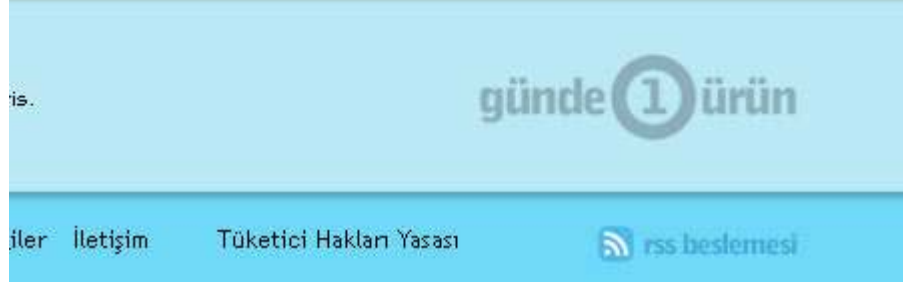 günde 1 ürün
İletişim Tüketici Hakları Yasası rss beslemesi